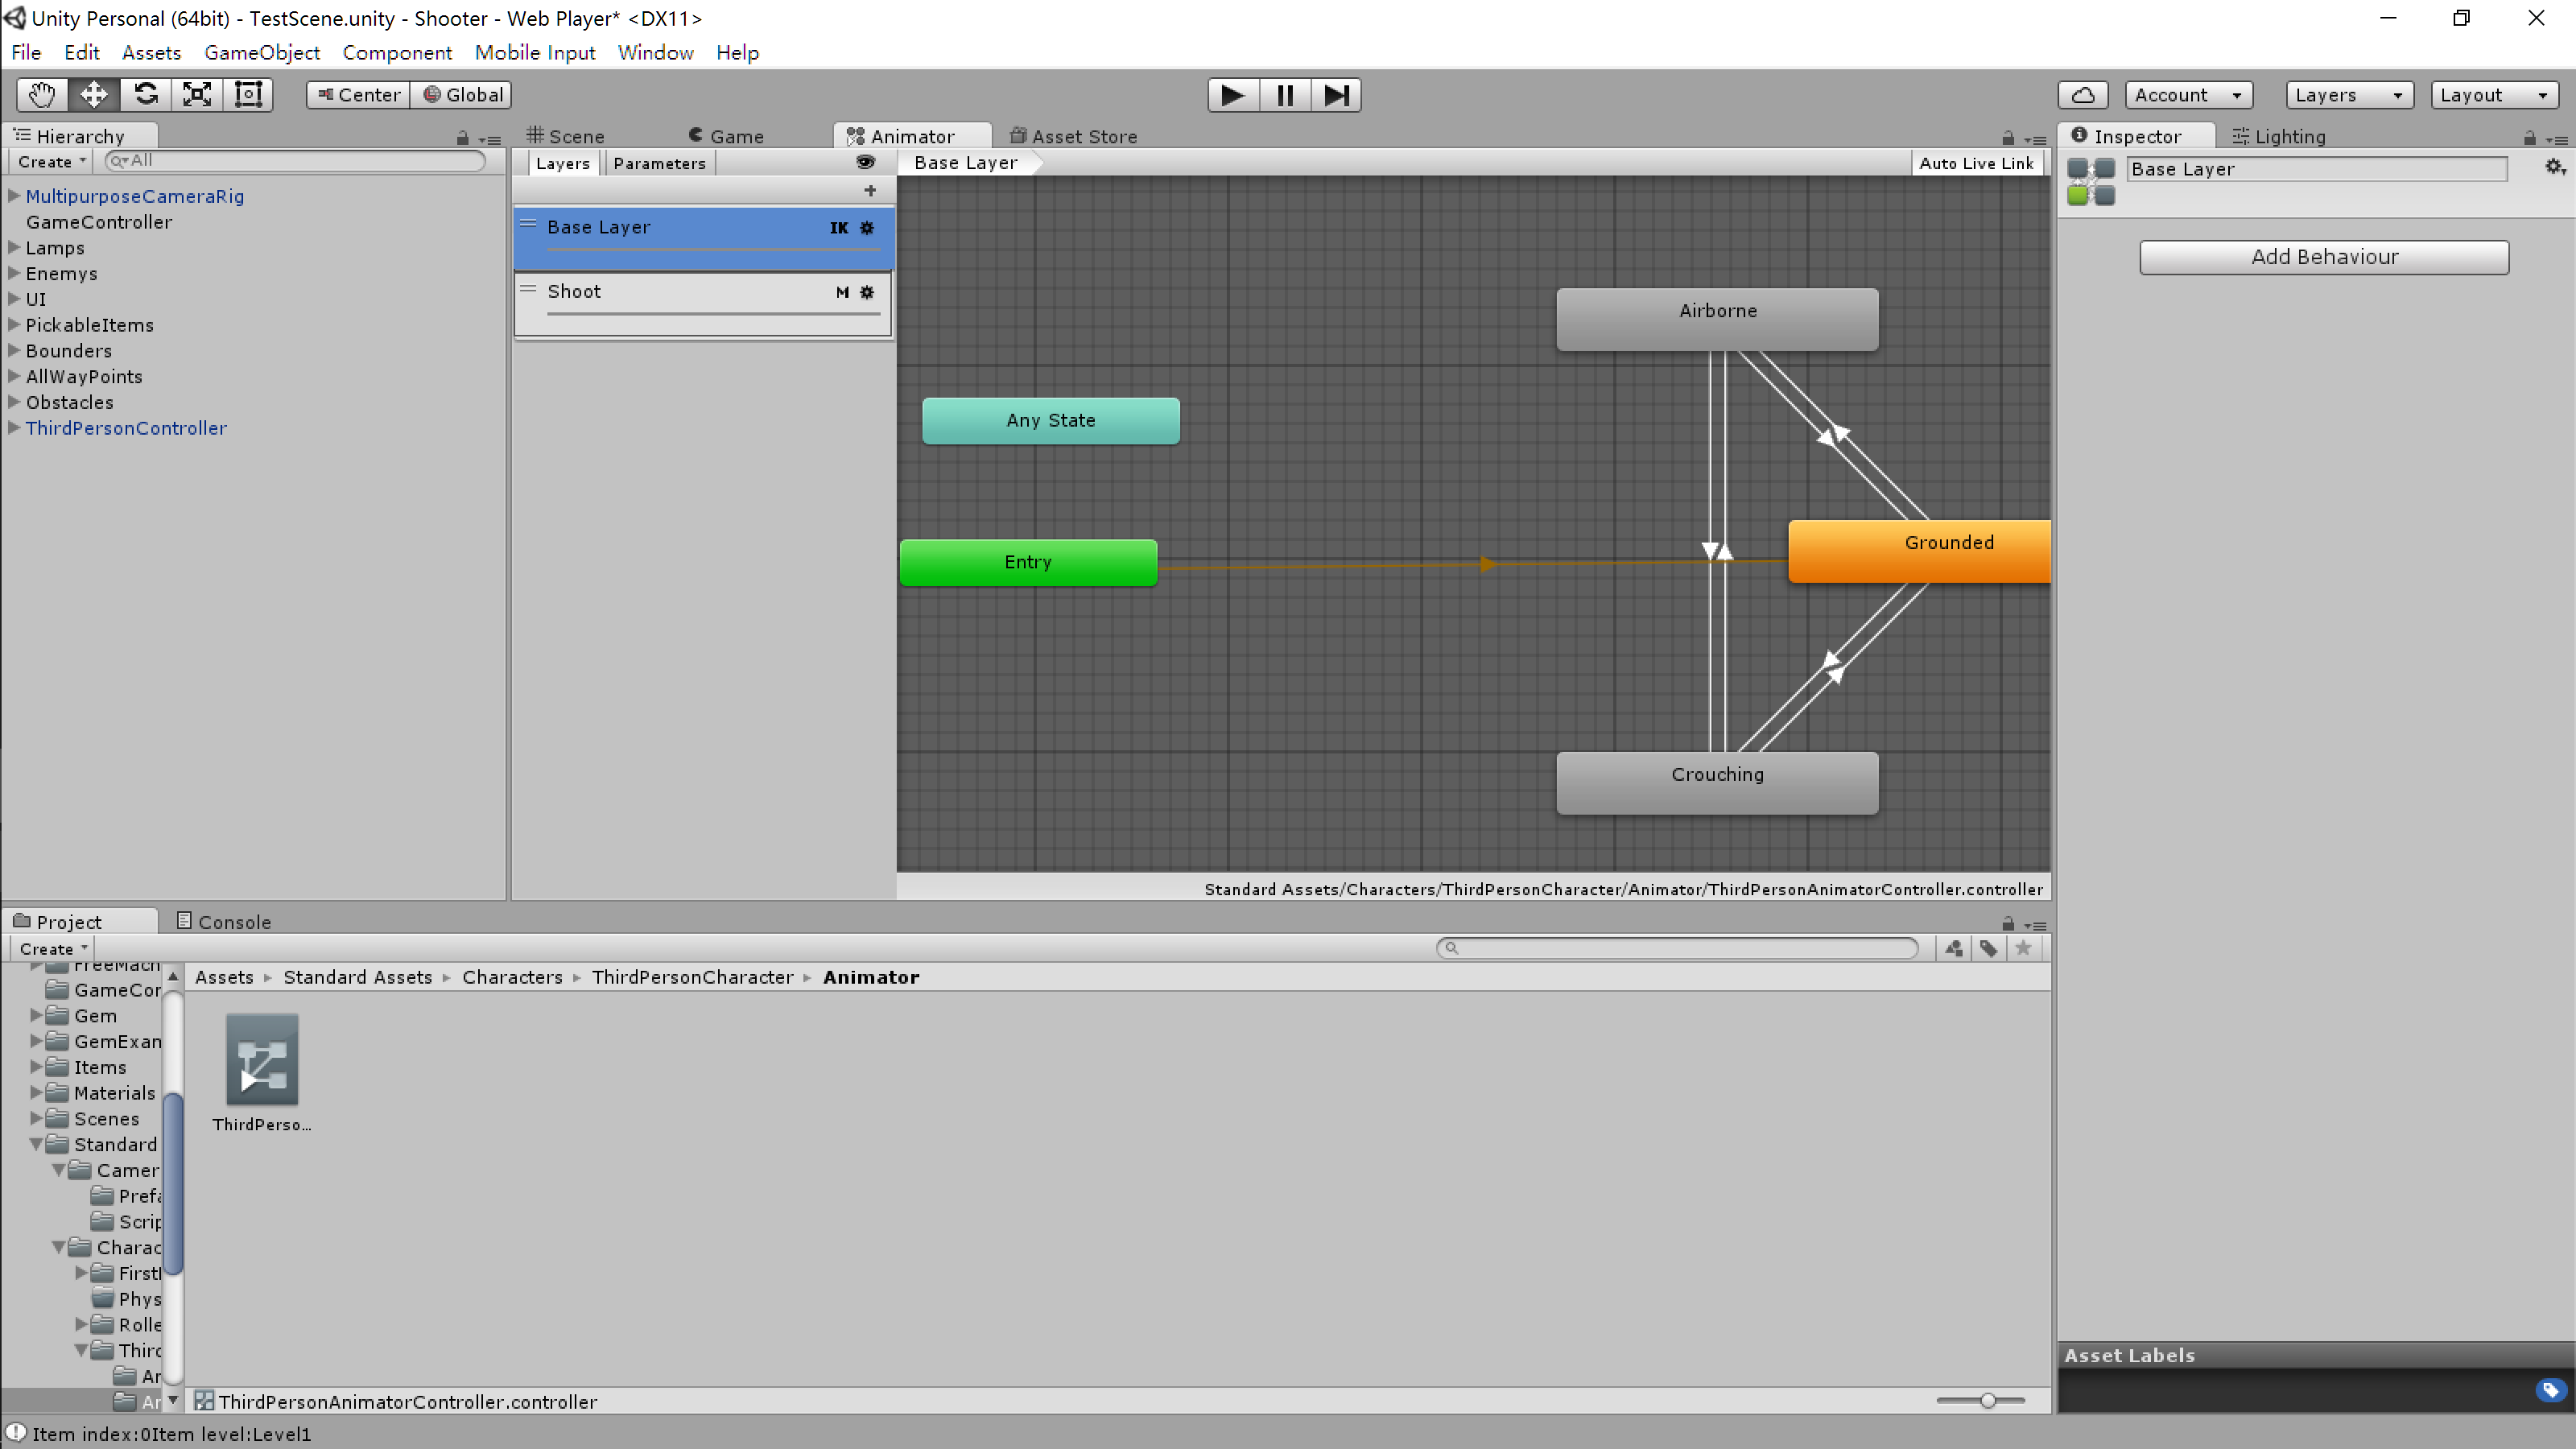 Unity Personal (64bit) - TestScene.unity - Shooter - Web Player* <DX11>
File Edit Assets GameObject Component Mobile Input Window Help
Center Global Account Layers Layout
Hierarchy
Create All
MultipurposeCameraRig
GameController
Lamps
Enemys
UI
PickableItems
Bounders
AllWayPoints
Obstacles
ThirdPersonController
Scene Game Animator Asset Store
Layers Parameters
Base Layer Auto Live Link
Base Layer IK
Shoot M
Airborne
Any State
Entry
Grounded
Crouching
Standard Assets/Characters/ThirdPersonCharacter/Animator/ThirdPersonAnimatorController.controller
Inspector Lighting
Base Layer
Add Behaviour
Asset Labels
Project Console
Create
FreeMach
GameCor
Gem
GemExan
Items
Materials
Scenes
Standard
Camer
Prefa
Scrip
Charac
First
Phys
Rolle
Third
Ar
Ar
Assets Standard Assets Characters ThirdPersonCharacter Animator
ThirdPerso...
ThirdPersonAnimatorController.controller
Item index:0Item level:Level1